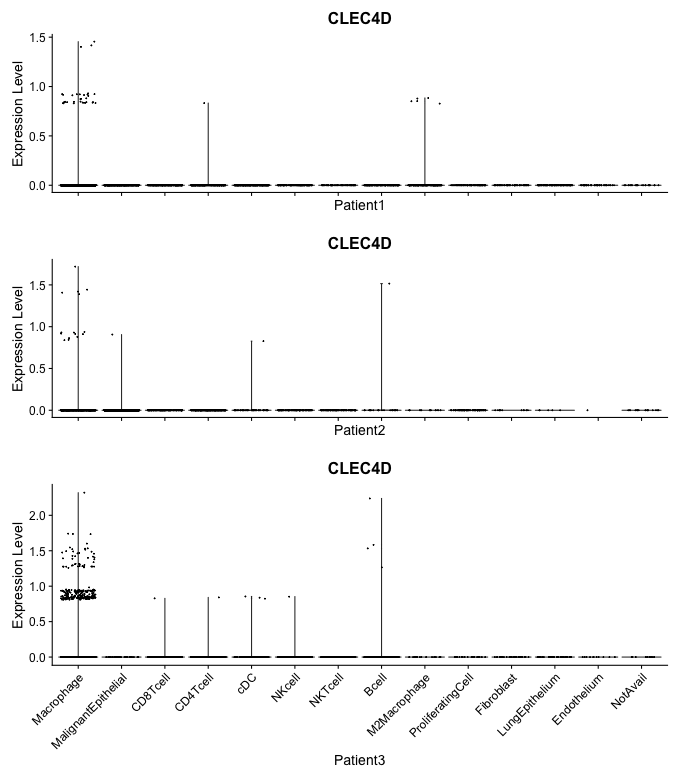 CLEC4D
Expression Level
1.5
1.0
0.5
0.0
Patient1
CLEC4D
Expression Level
1.5
1.0
0.5
0.0
Patient2
CLEC4D
Expression Level
2.0
1.5
1.0
0.5
0.0
Macrophage
MalignantEpithelial
CD8Tcell
CD4Tcell
cDC
NKcell
NKTcell
Bcell
M2Macrophage
ProliferatingCell
Fibroblast
LungEpithelium
Endothelium
NotAvail
Patient3